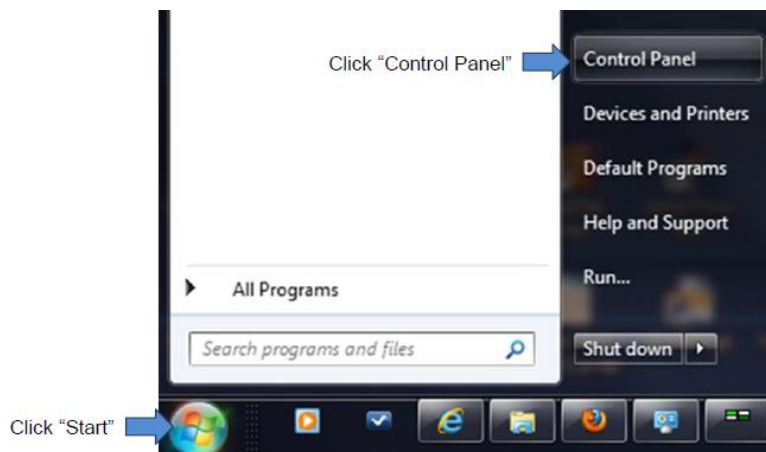 Click “Control Panel”
Control Panel
Devices and Printers
Default Programs
Help and Support
Run...
All Programs
Search programs and files
Shut down
Click “Start”